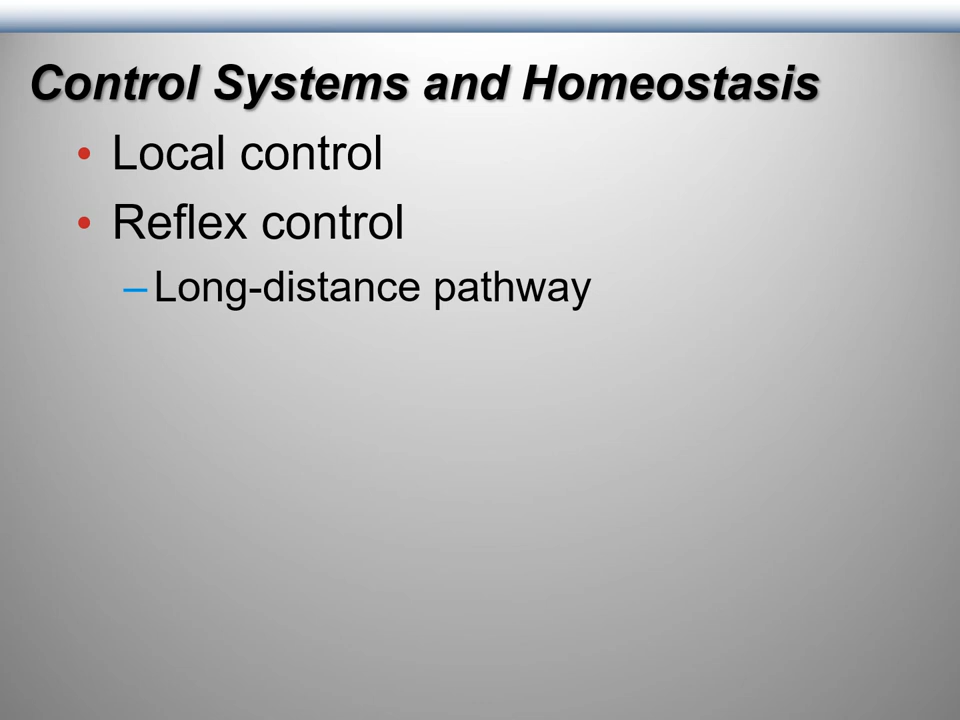 Control Systems and Homeostasis
• Local control
• Reflex control
– Long-distance pathway